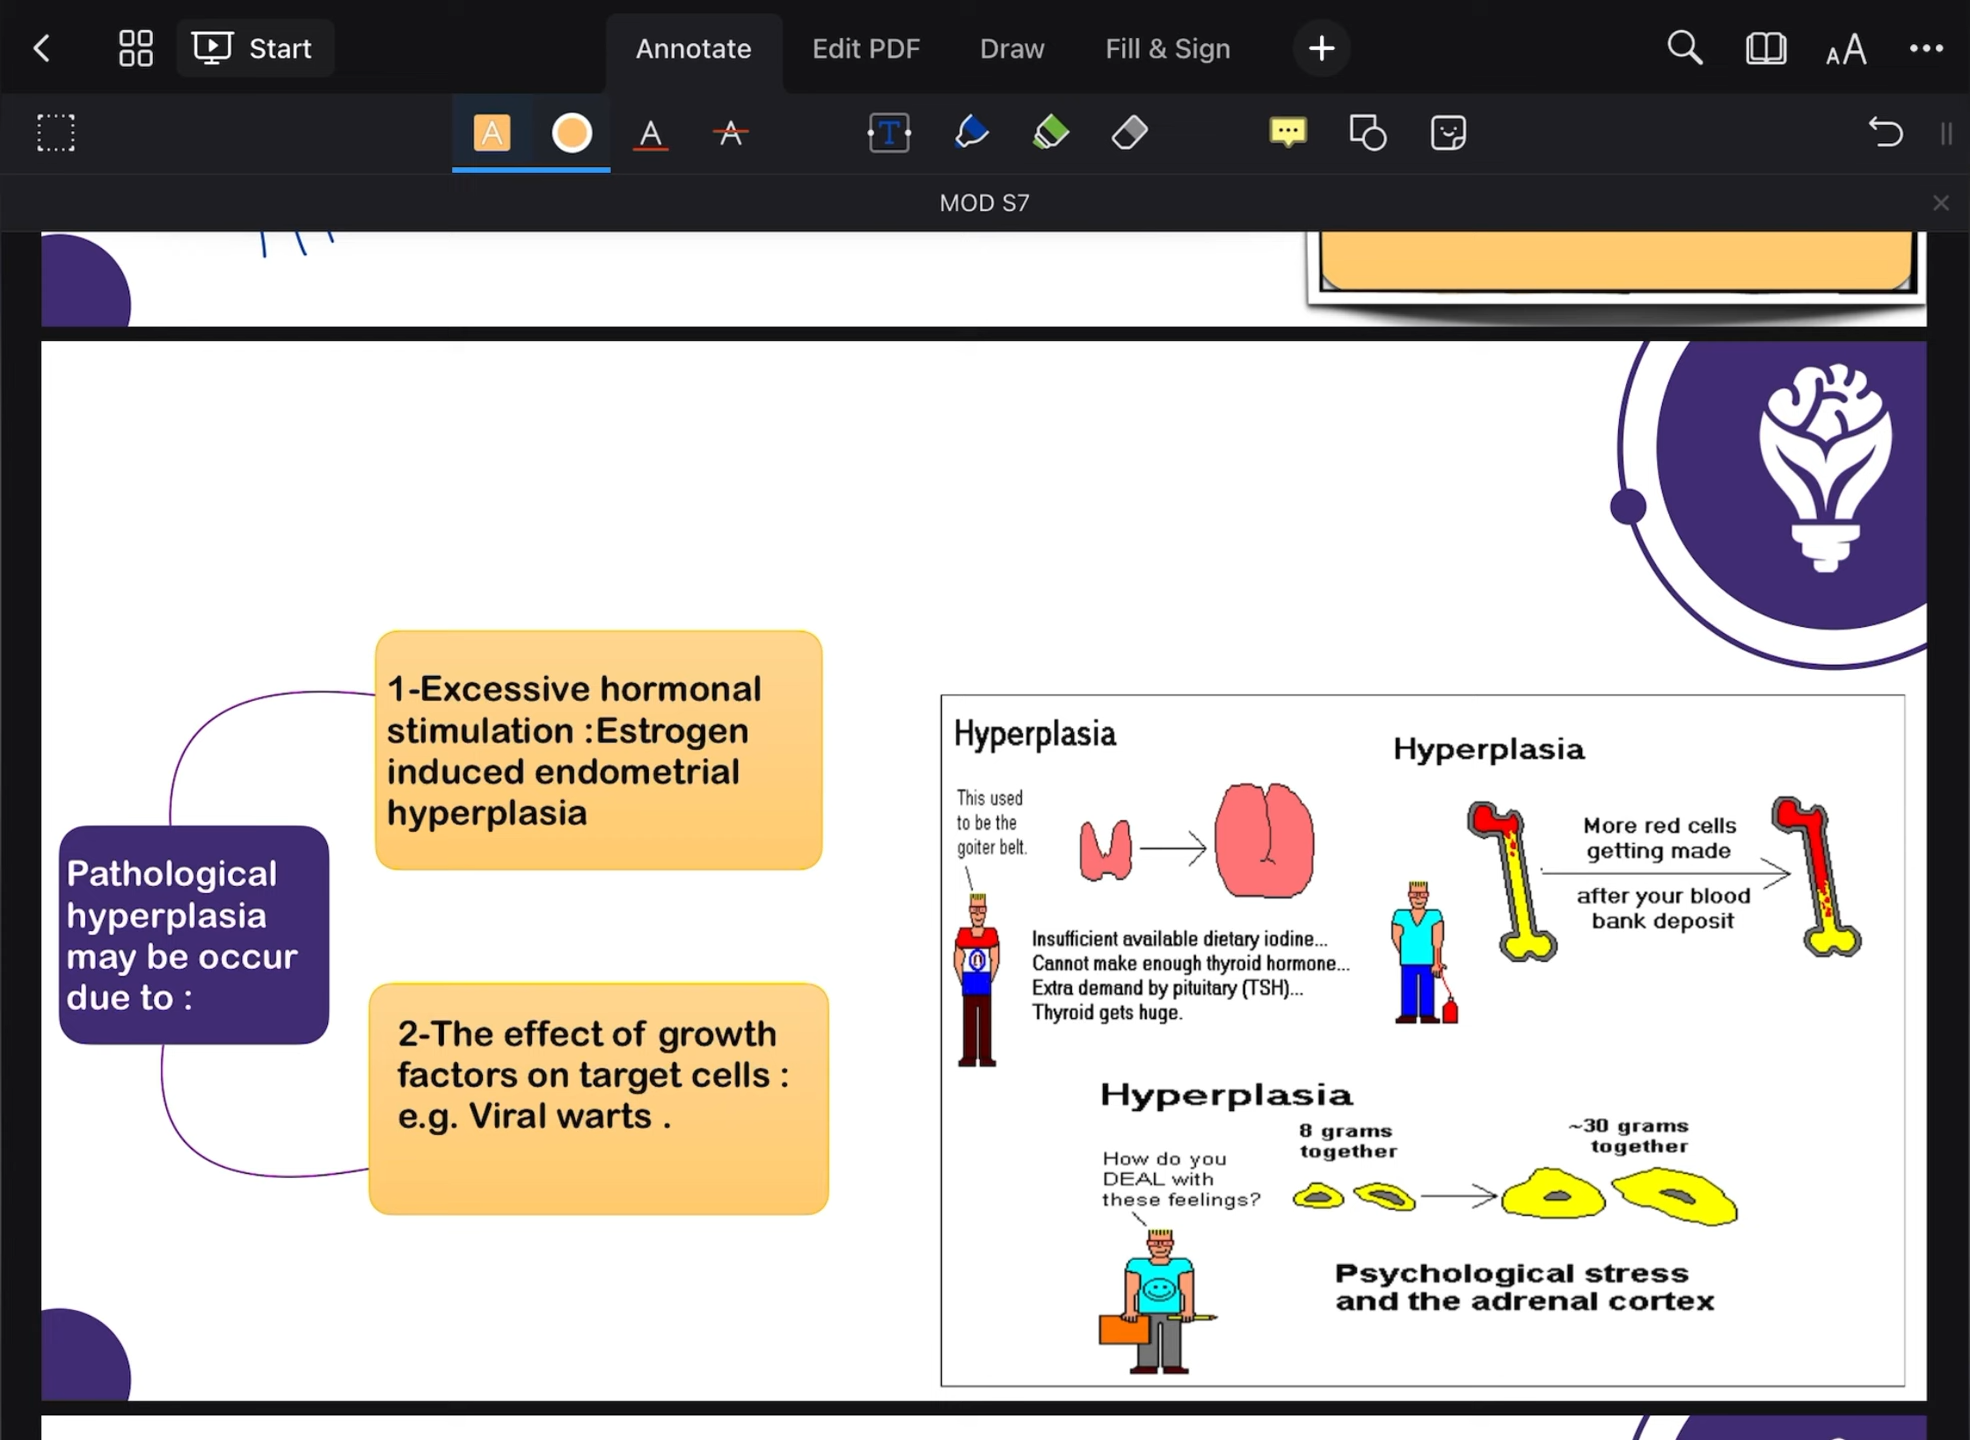 Start
Annotate
Edit PDF
Draw
Fill & Sign
MOD S7
Pathological
hyperplasia
may be occur
due to :
1-Excessive hormonal
stimulation :Estrogen
induced endometrial
hyperplasia
2-The effect of growth
factors on target cells :
e.g. Viral warts .
Hyperplasia
This used
to be the
goiter belt.
Insufficient available dietary iodine...
Cannot make enough thyroid hormone...
Extra demand by pituitary (TSH)...
Thyroid gets huge.
Hyperplasia
More red cells
getting made
after your blood
bank deposit
Hyperplasia
8 grams
together
~30 grams
together
How do you
DEAL with
these feelings?
Psychological stress
and the adrenal cortex